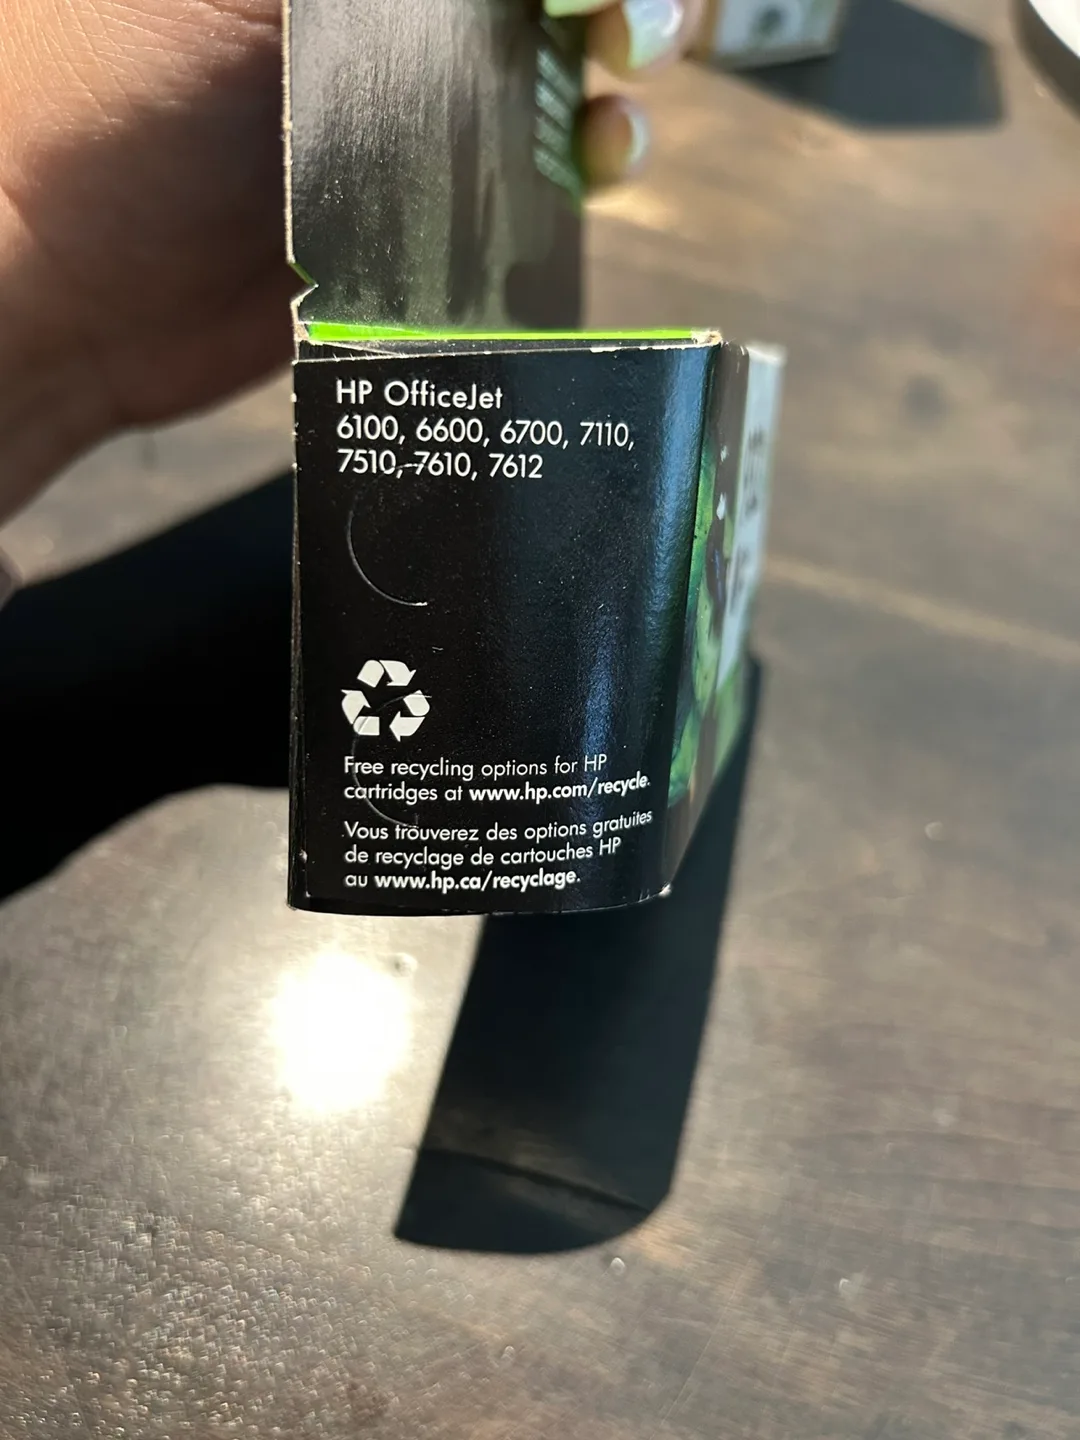 HP OfficeJet
6100, 6600, 6700, 7110,
7510, 7610, 7612
Free recycling options for HP
cartridges at www.hp.com/recycle.
Vous trouverez des options gratuites
de recyclage de cartouches HP
au www.hp.ca/recyclage.